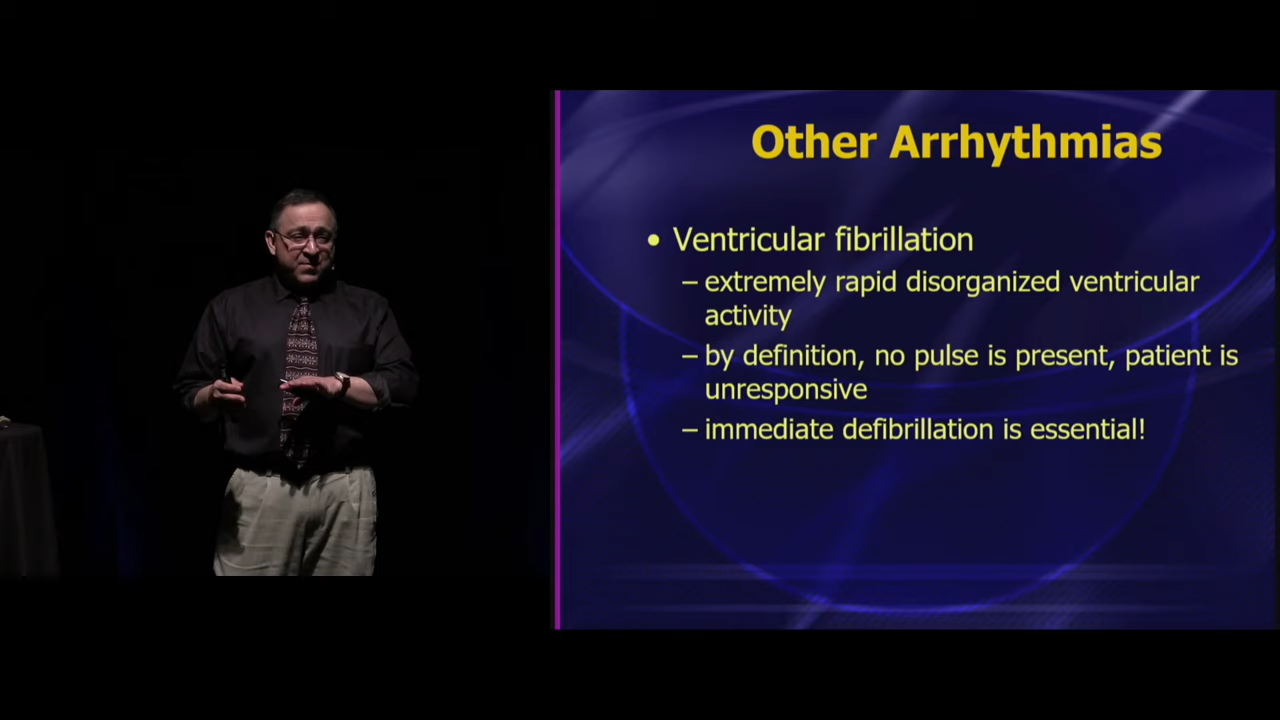 Other Arrhythmias
• Ventricular fibrillation
– extremely rapid disorganized ventricular
activity
– by definition, no pulse is present, patient is
unresponsive
– immediate defibrillation is essential!